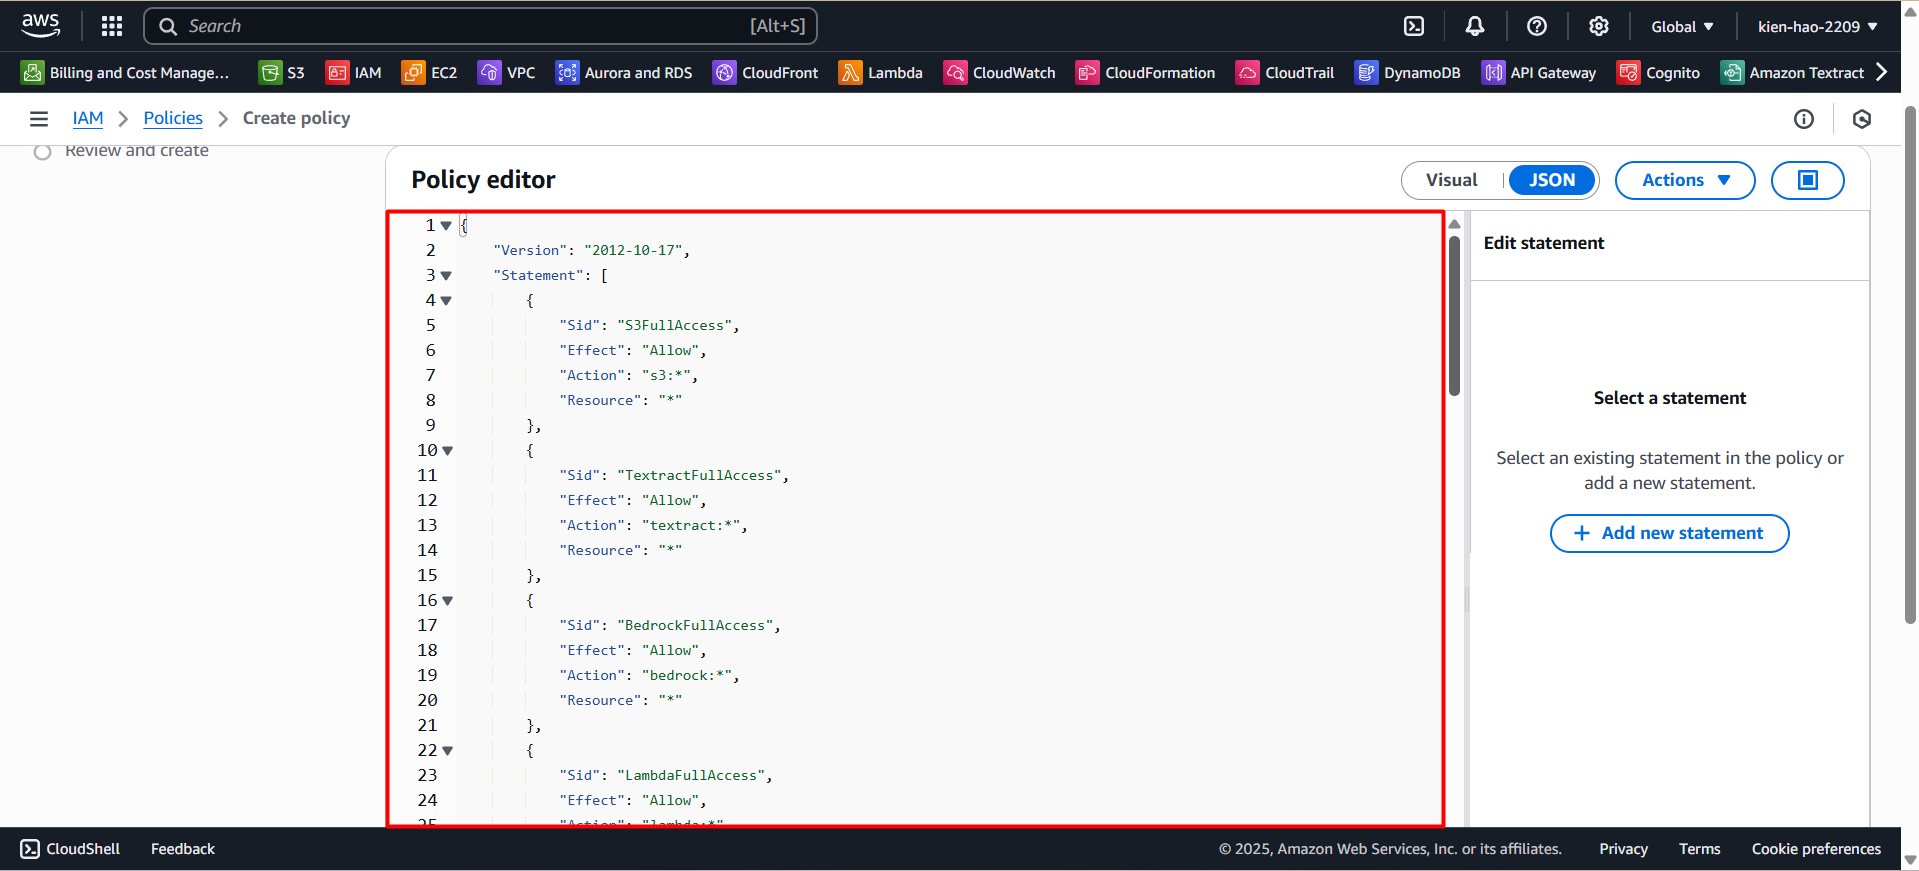 aws
Search [Alt+S]
Global kien-hao-2209
Billing and Cost Manage... S3 IAM EC2 VPC Aurora and RDS CloudFront Lambda CloudWatch CloudFormation CloudTrail DynamoDB API Gateway Cognito Amazon Textract
IAM > Policies > Create policy
Review and create
Policy editor
Visual JSON Actions
1 {
2 "Version": "2012-10-17",
3 "Statement": [
4 {
5 "Sid": "S3FullAccess",
6 "Effect": "Allow",
7 "Action": "s3:*",
8 "Resource": "*"
9 },
10 {
11 "Sid": "TextractFullAccess",
12 "Effect": "Allow",
13 "Action": "textract:*",
14 "Resource": "*"
15 },
16 {
17 "Sid": "BedrockFullAccess",
18 "Effect": "Allow",
19 "Action": "bedrock:*",
20 "Resource": "*"
21 },
22 {
23 "Sid": "LambdaFullAccess",
24 "Effect": "Allow",
25 "Action": "lambda:*"
Edit statement
Select a statement
Select an existing statement in the policy or
add a new statement.
+ Add new statement
CloudShell Feedback
© 2025, Amazon Web Services, Inc. or its affiliates. Privacy Terms Cookie preferences